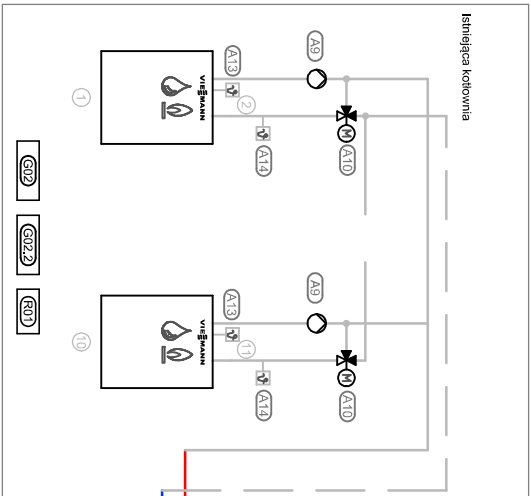 Istniejąca kotłownia
A9
A13
VIESMANN
1
2
M
A10
A14
G02
G02.2
R01
A9
A13
VIESMANN
10
11
M
A10
A14